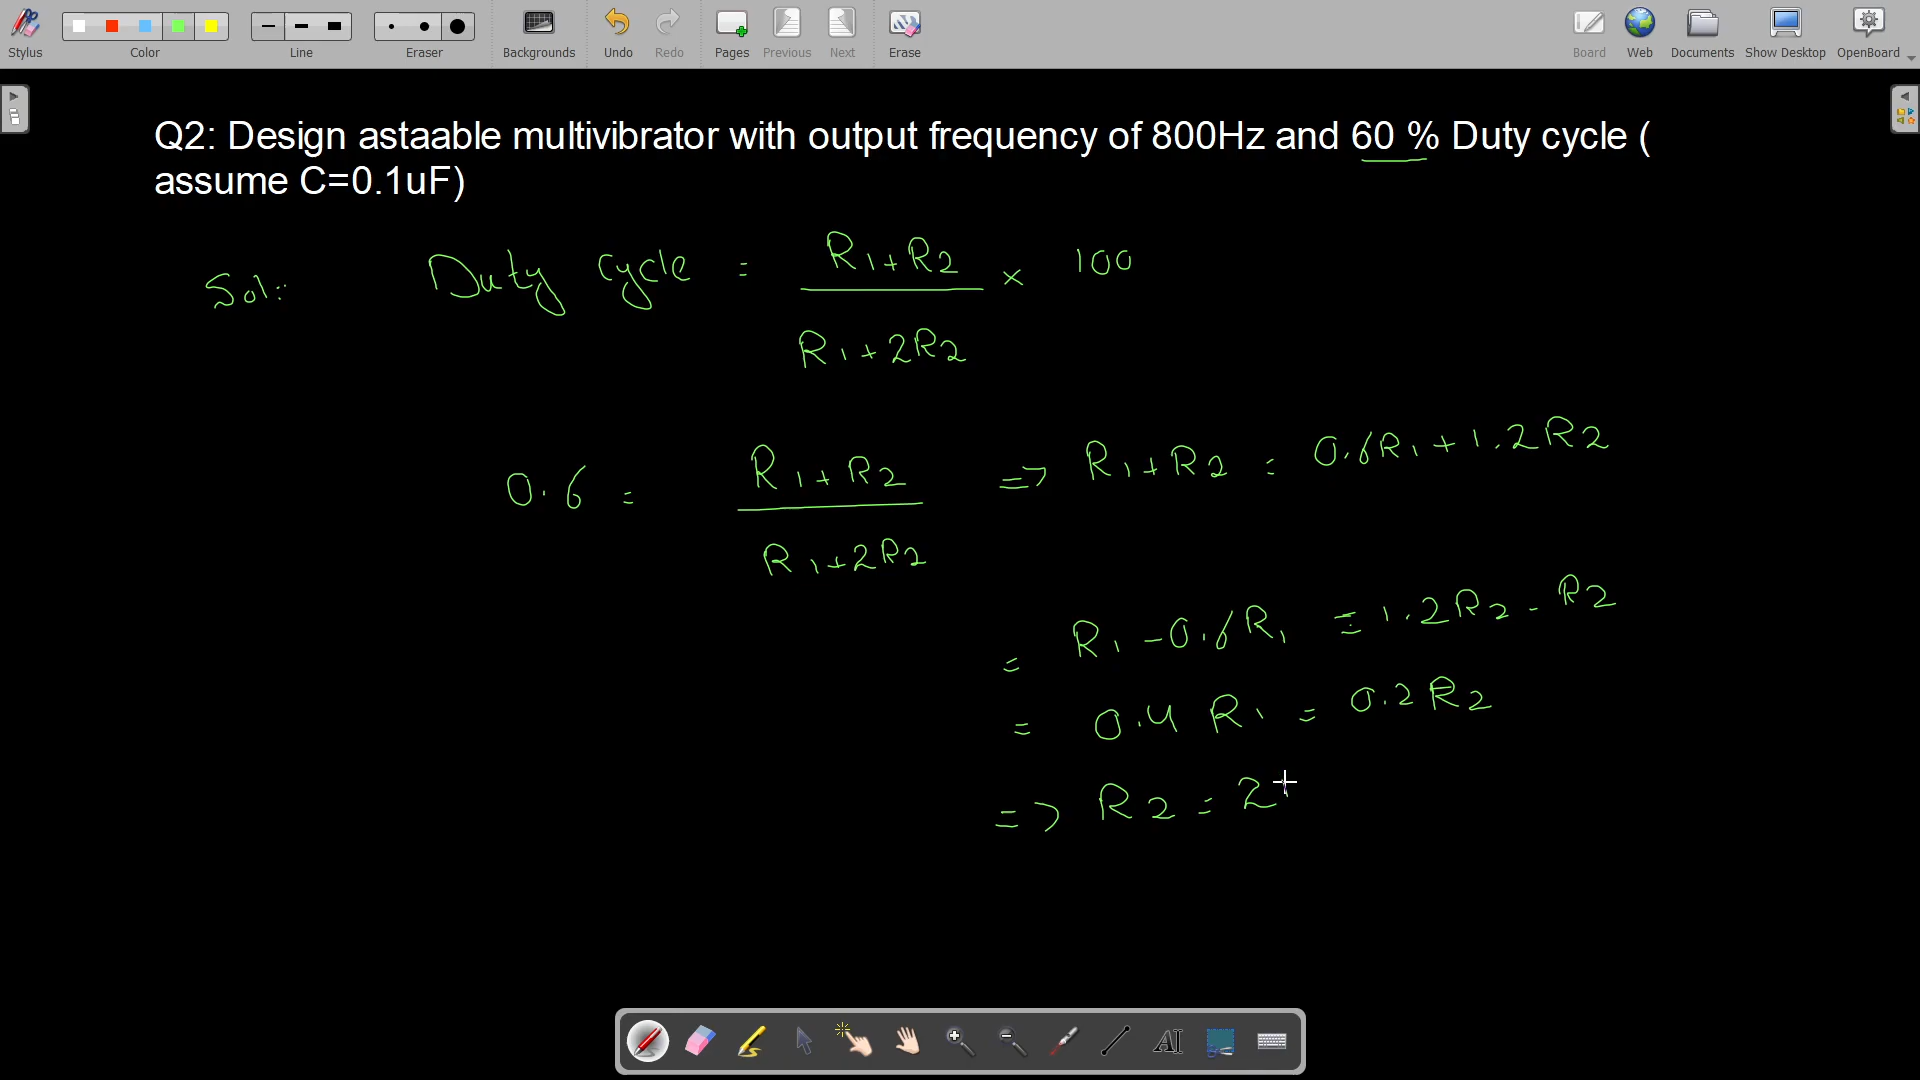 Stylus Color Line Eraser Backgrounds Undo Redo Pages Previous Next Erase Board Web Documents Show Desktop OpenBoard
Q2: Design astaable multivibrator with output frequency of 800Hz and 60 % Duty cycle (
assume C=0.1uF)
Sol: Duty cycle = R1+R2 / R1+2R2 × 100
0.6 = R1+R2 / R1+2R2 => R1+R2 = 0.6R1+1.2R2
= R1-0.6R1 = 1.2R2-R2
= 0.4 R1 = 0.2R2
=> R2 = 2
AI